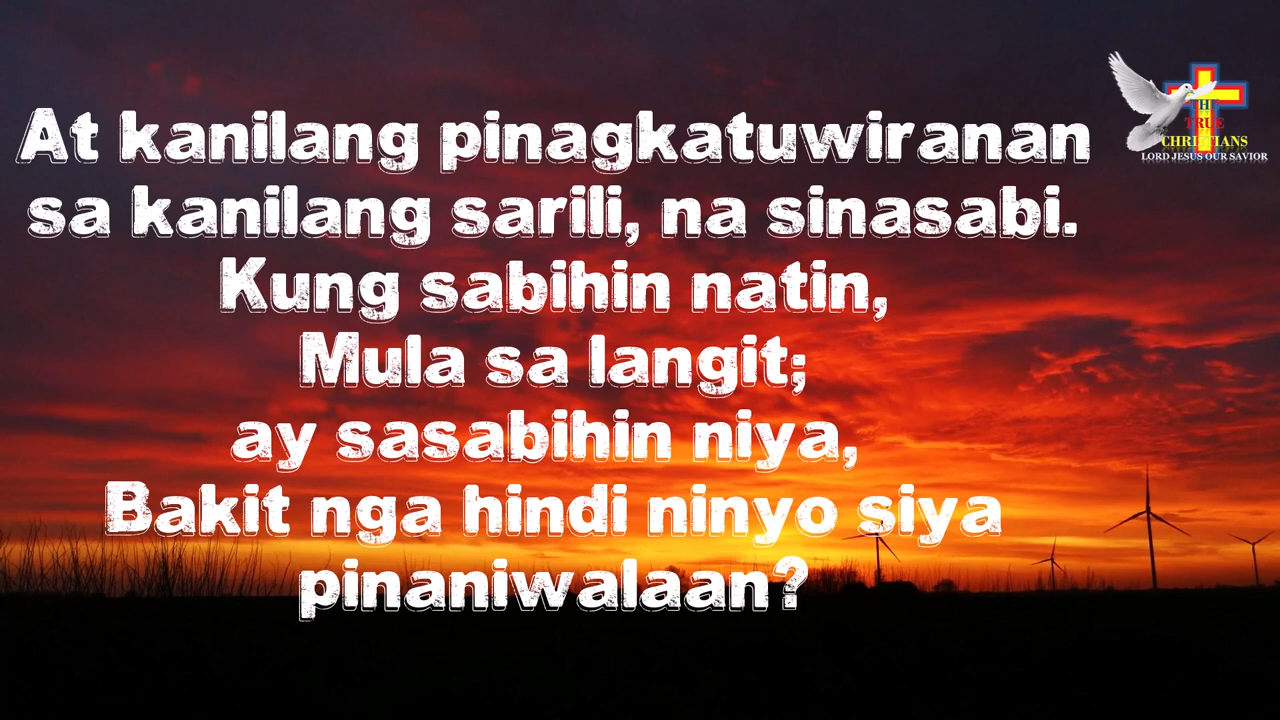 At kanilang pinagkatuwiranan
sa kanilang sarili, na sinasabi.
Kung sabihin natin,
Mula sa langit;
ay sasabihin niya,
Bakit nga hindi ninyo siya
pinaniwalaan?
THE
TRUE
CHRISTIANS
LORD JESUS OUR SAVIOR